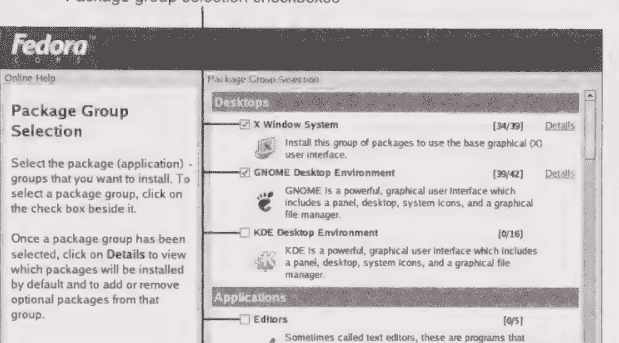 Package group selection checkboxes
Fedora
CORE
Online Help
Package Group Selection
Package Group
Selection
Select the package (application)
groups that you want to install. To
select a package group, click on
the check box beside it.
Once a package group has been
selected, click on Details to view
which packages will be installed
by default and to add or remove
optional packages from that
group.
Desktops
X Window System [34/39] Details
Install this group of packages to use the base graphical (X)
user interface.
GNOME Desktop Environment [39/42] Details
GNOME is a powerful, graphical user interface which
includes a panel, desktop, system icons, and a graphical
file manager.
KDE Desktop Environment [0/16]
KDE is a powerful, graphical user interface which includes
a panel, desktop, system icons, and a graphical file
manager.
Applications
Editors [0/5]
Sometimes called text editors, these are programs that